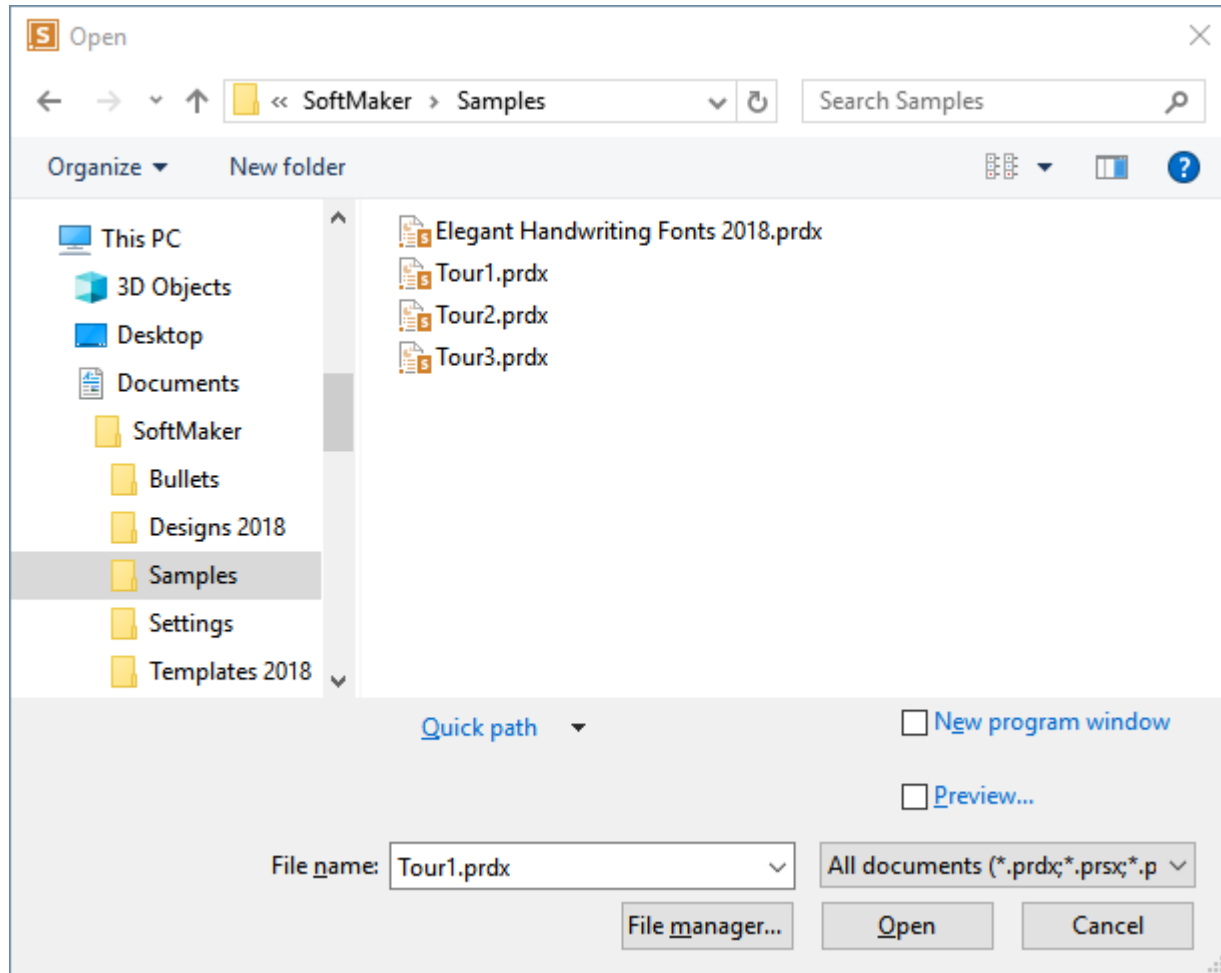 Open
« SoftMaker › Samples
Search Samples
Organize
New folder
This PC
3D Objects
Desktop
Documents
SoftMaker
Bullets
Designs 2018
Samples
Settings
Templates 2018
Elegant Handwriting Fonts 2018.prdx
Tour1.prdx
Tour2.prdx
Tour3.prdx
Quick path
New program window
Preview...
File name: Tour1.prdx
All documents (*.prdx;*.prsx;*.p
File manager...
Open
Cancel